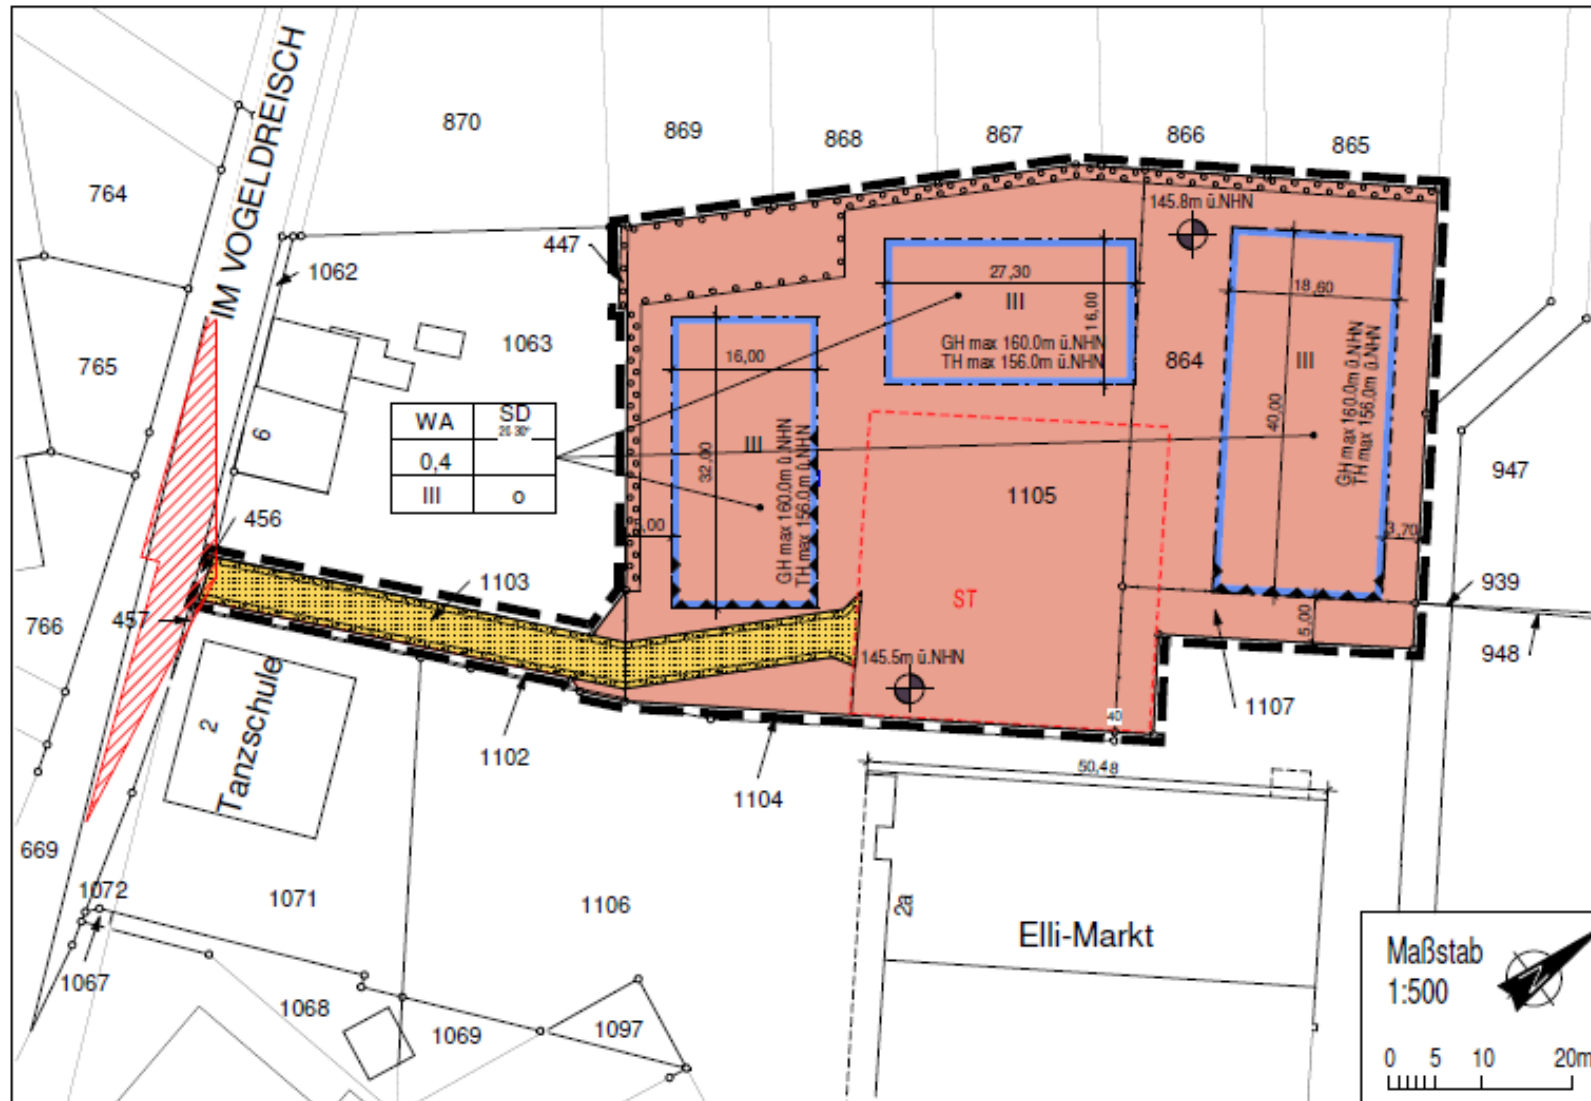 870
869
868
867
866
865
764
IM VOGELDREISCH
447
1062
1063
765
145.8m ü.NHN
27,30
III
16,00
GH max 160.0m ü.NHN
TH max 156.0m ü.NHN
864
18,60
III
40,00
GH max 160.0m ü.NHN
TH max 156.0m ü.NHN
16,00
III
32,00
GH max 160.0m ü.NHN
TH max 156.0m ü.NHN
WA SD
0,4
III o
6
456
1103
457
766
1105
ST
145.5m ü.NHN
3,70
5,00
947
939
948
1107
40
2
Tanzschule
1102
1104
50,48
669
1072
1071
1106
2a
Elli-Markt
1067
1068
1069
1097
Maßstab
1:500
0 5 10 20m